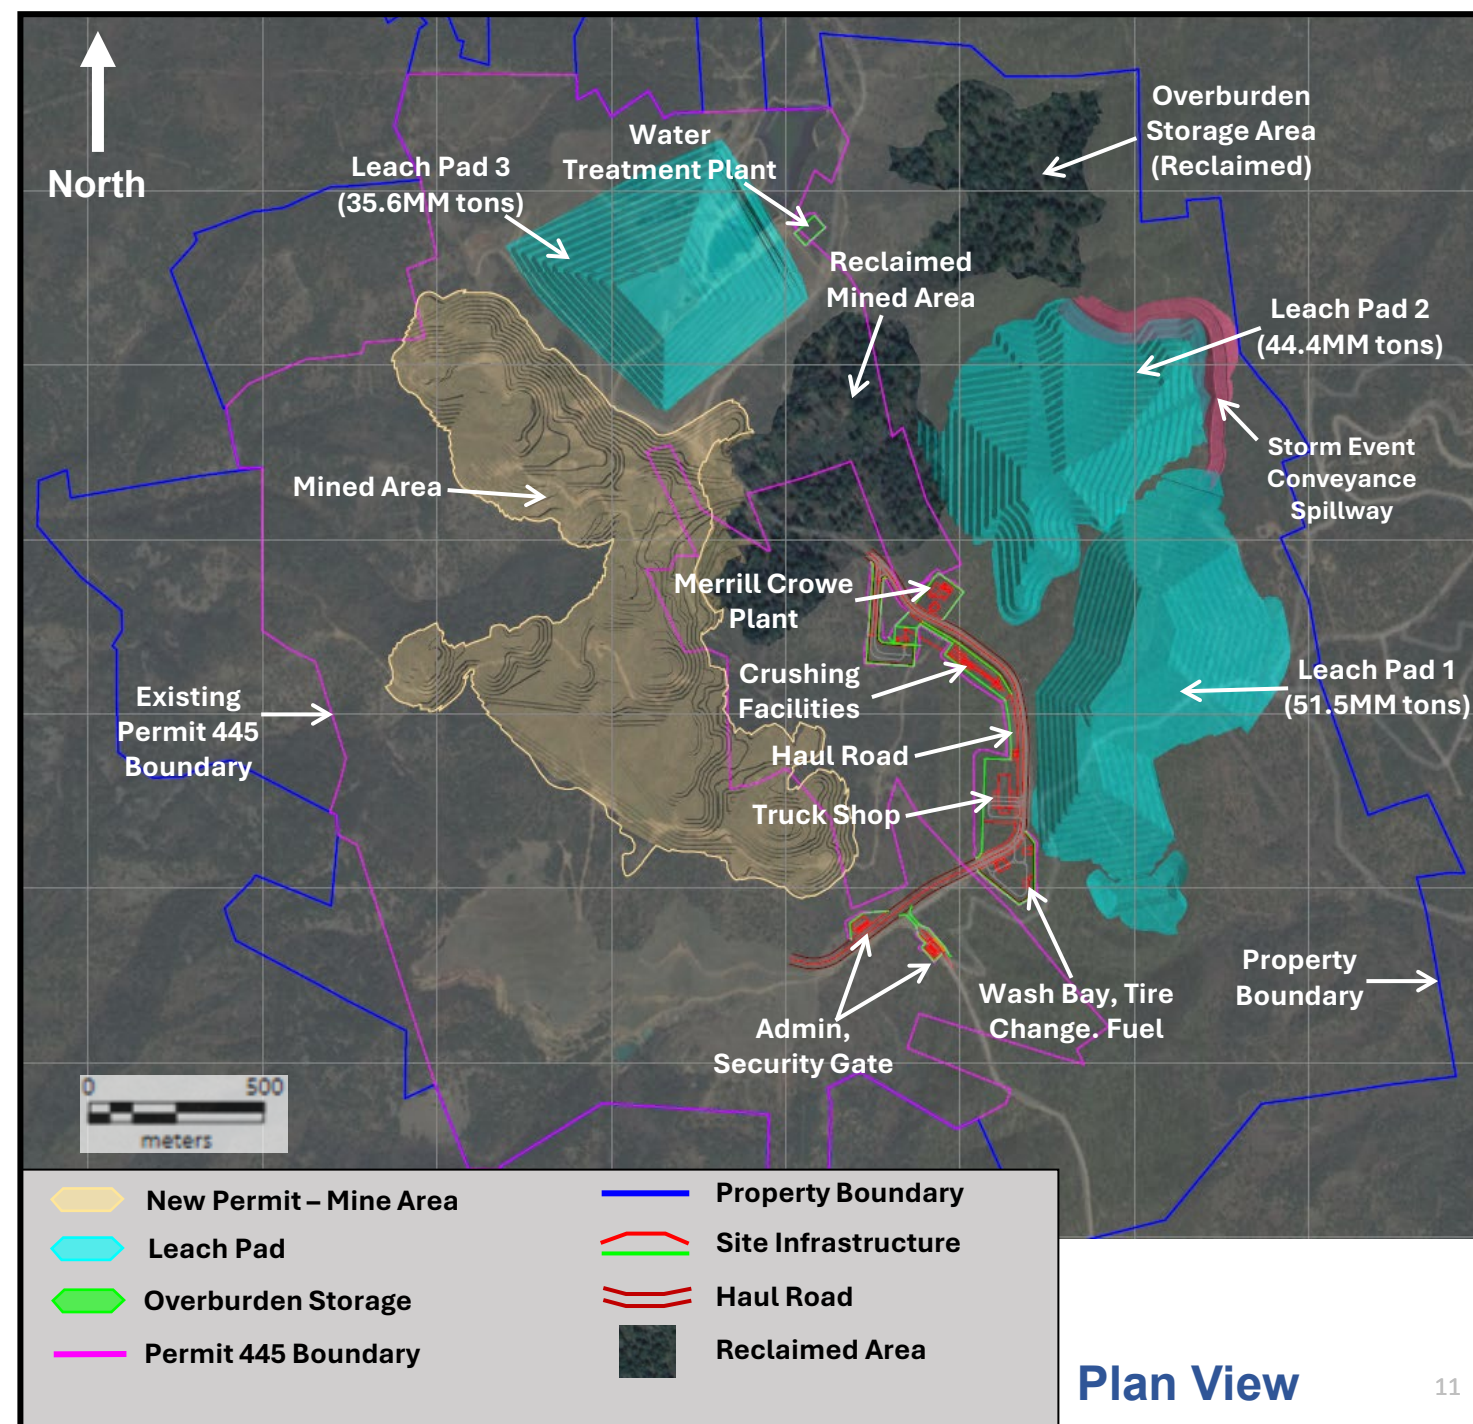 North
Overburden
Storage Area
(Reclaimed)
Water
Treatment Plant
Leach Pad 3
(35.6MM tons)
Reclaimed
Mined Area
Leach Pad 2
(44.4MM tons)
Storm Event
Conveyance
Spillway
Mined Area
Merrill Crowe
Plant
Crushing
Facilities
Existing
Permit 445
Boundary
Leach Pad 1
(51.5MM tons)
Haul Road
Truck Shop
Property
Boundary
Wash Bay, Tire
Change. Fuel
Admin,
Security Gate
0 500
meters
New Permit – Mine Area
Leach Pad
Overburden Storage
Permit 445 Boundary
Property Boundary
Site Infrastructure
Haul Road
Reclaimed Area
Plan View
11